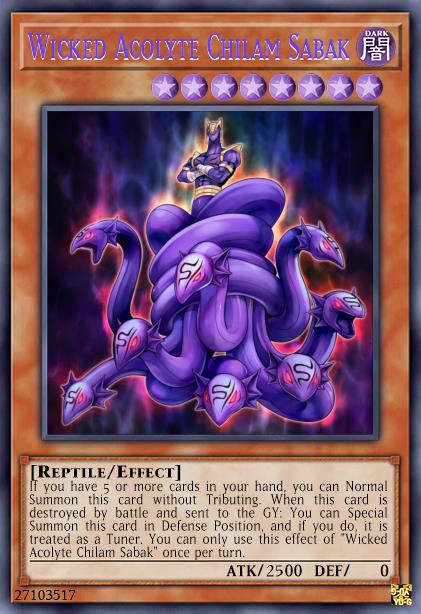 WICKED ACOLYTE CHILAM SABAK
DARK
闇
[REPTILE/EFFECT]
If you have 5 or more cards in your hand, you can Normal
Summon this card without Tributing. When this card is
destroyed by battle and sent to the GY: You can Special
Summon this card in Defense Position, and if you do, it is
treated as a Tuner. You can only use this effect of "Wicked
Acolyte Chilam Sabak" once per turn.
ATK/2500 DEF/ 0
27103517